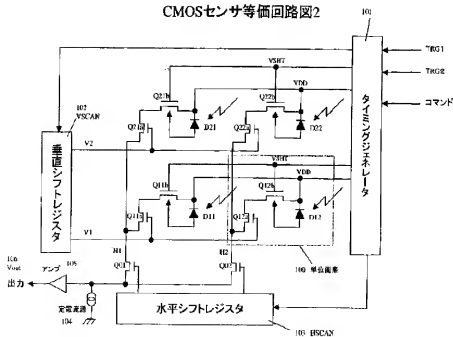 CMOSセンサ等価回路図2
101
TRG1
TRG2
コマンド
タイミングジェネレータ
VSHT
VDD
Q21b
Q22b
102
VSCAN
垂直シフトレジスタ
Q21a
D21
Q22a
D22
V2
VSHT
VDD
Q11b
Q12b
Q11a
D11
Q12a
D12
V1
H1
H2
100 単位画素
106
Vout
アンプ
105
Q01
Q02
出力
定電流源
104
水平シフトレジスタ
103 HSCAN